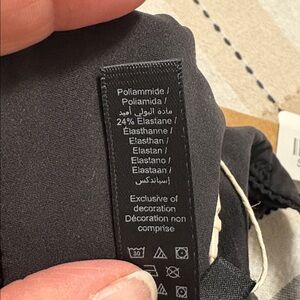 Poliammide /
Poliamida /
مادة البولي أميد
24% Elastane /
Élasthanne /
Elasthan /
Elastan /
Elastano /
Elastaan /
إسباندكس
Exclusive of
decoration
Décoration non
comprise
30